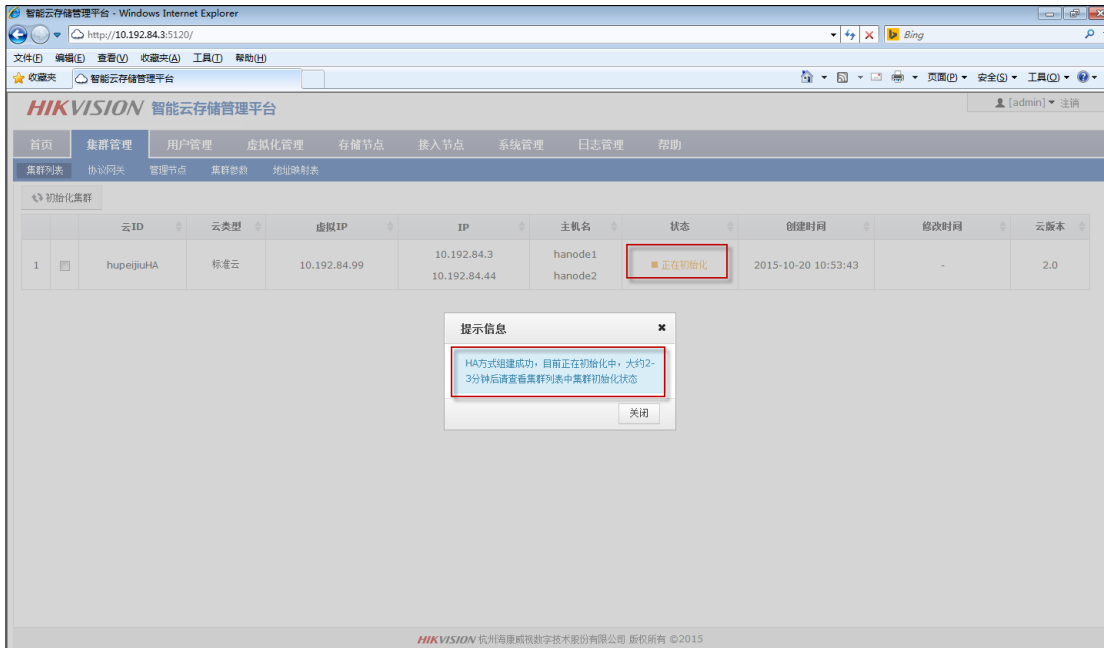 智能云存储管理平台 - Windows Internet Explorer
http://10.192.84.3:5120/
Bing
文件(F) 编辑(E) 查看(V) 收藏夹(A) 工具(T) 帮助(H)
收藏夹 智能云存储管理平台 页面(P) 安全(S) 工具(O)
HIKVISION 智能云存储管理平台 [admin] 注销
首页 集群管理 用户管理 虚拟化管理 存储节点 接入节点 系统管理 日志管理 帮助
集群列表 协议网关 管理节点 集群参数 地址映射表
初始化集群
云ID 云类型 虚拟IP IP 主机名 状态 创建时间 修改时间 云版本
1 hupeijiuHA 标准云 10.192.84.99 10.192.84.3 hanode1 正在初始化 2015-10-20 10:53:43 - 2.0
10.192.84.44 hanode2
提示信息
HA方式组建成功，目前正在初始化中，大约2-
3分钟后请查看集群列表中集群初始化状态
关闭
HIKVISION 杭州海康威视数字技术股份有限公司 版权所有 ©2015